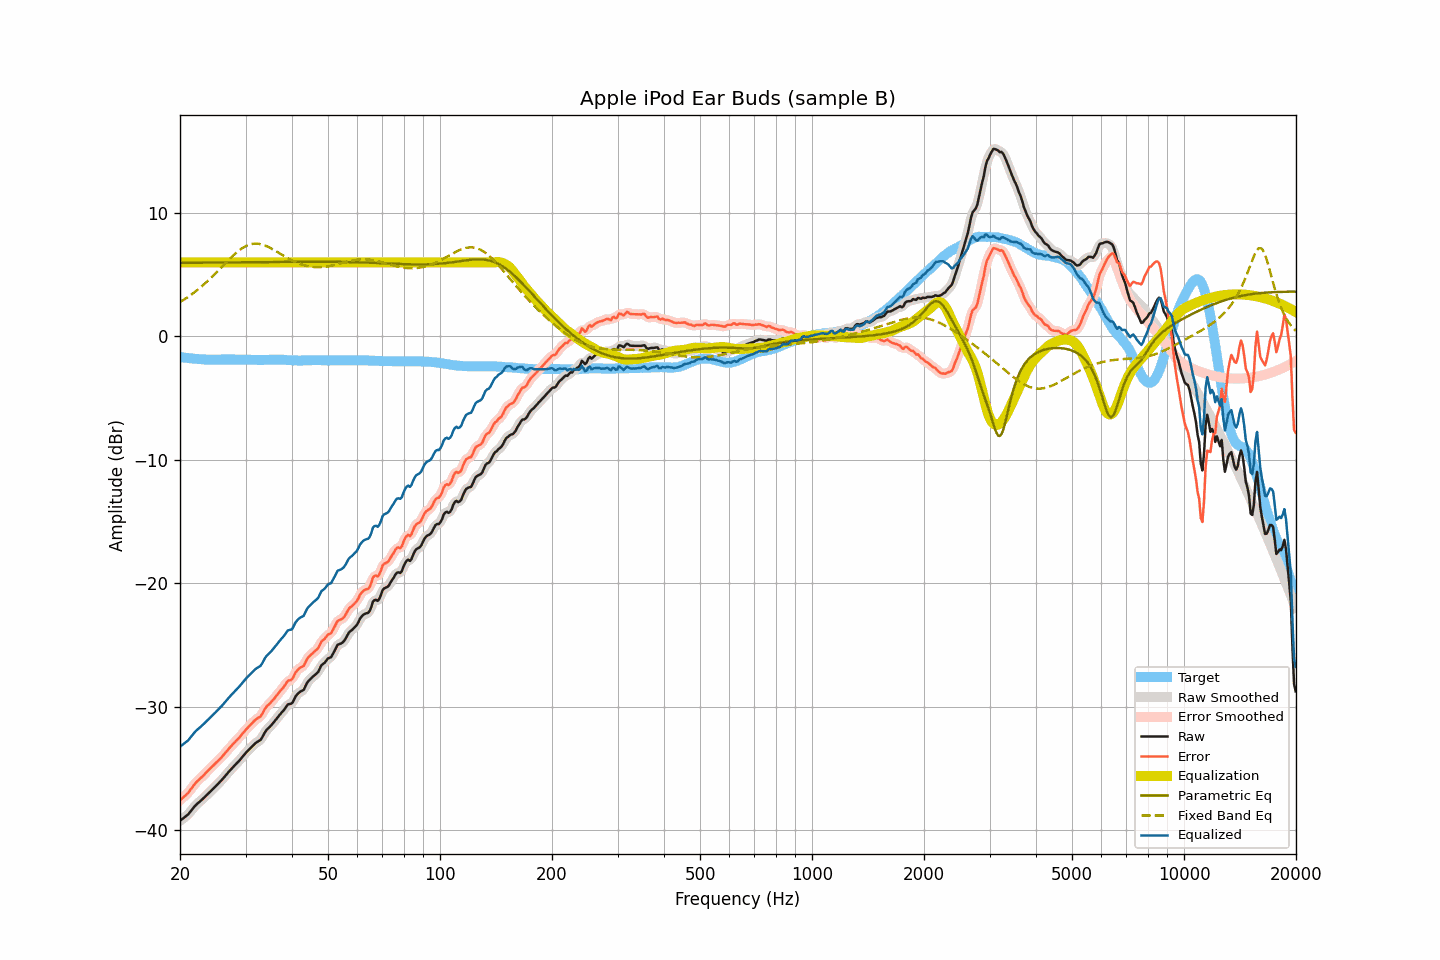 Apple iPod Ear Buds (sample B)
Amplitude (dBr)
10
0
−10
−20
−30
−40
20
50
100
200
500
1000
2000
5000
10000
20000
Frequency (Hz)
Target
Raw Smoothed
Error Smoothed
Raw
Error
Equalization
Parametric Eq
Fixed Band Eq
Equalized